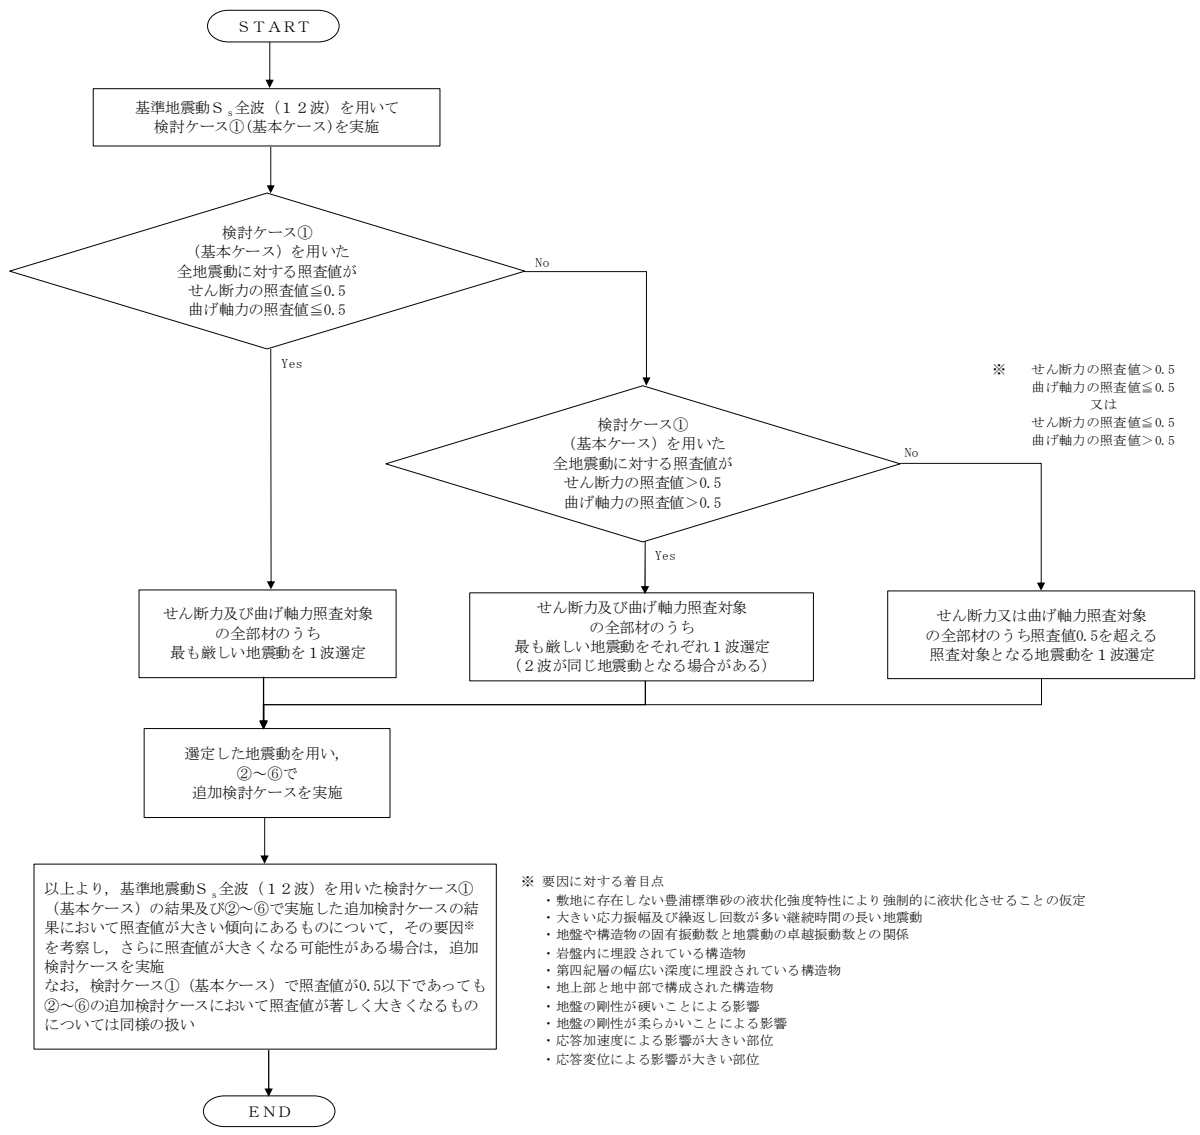 ＳＴＡＲＴ
基準地震動Ｓｓ全波（１２波）を用いて
検討ケース①(基本ケース)を実施
検討ケース①
（基本ケース）を用いた
全地震動に対する照査値が
せん断力の照査値≦0.5
曲げ軸力の照査値≦0.5
No
Yes
※ せん断力の照査値＞0.5
曲げ軸力の照査値≦0.5
又は
せん断力の照査値≦0.5
曲げ軸力の照査値＞0.5
検討ケース①
（基本ケース）を用いた
全地震動に対する照査値が
せん断力の照査値＞0.5
曲げ軸力の照査値＞0.5
No
Yes
せん断力及び曲げ軸力照査対象
の全部材のうち
最も厳しい地震動を１波選定
せん断力及び曲げ軸力照査対象
の全部材のうち
最も厳しい地震動をそれぞれ１波選定
（２波が同じ地震動となる場合がある）
せん断力又は曲げ軸力照査対象
の全部材のうち照査値0.5を超える
照査対象となる地震動を１波選定
選定した地震動を用い，
②～⑥で
追加検討ケースを実施
以上より，基準地震動Ｓｓ全波（１２波）を用いた検討ケース①
（基本ケース）の結果及び②～⑥で実施した追加検討ケースの結
果において照査値が大きい傾向にあるものについて，その要因※
を考察し，さらに照査値が大きくなる可能性がある場合は，追加
検討ケースを実施
なお，検討ケース①（基本ケース）で照査値が0.5以下であっても
②～⑥の追加検討ケースにおいて照査値が著しく大きくなるもの
については同様の扱い
※ 要因に対する着目点
・敷地に存在しない豊浦標準砂の液状化強度特性により強制的に液状化させることの仮定
・大きい応力振幅及び繰返し回数が多い継続時間の長い地震動
・地盤や構造物の固有振動数と地震動の卓越振動数との関係
・岩盤内に埋設されている構造物
・第四紀層の幅広い深度に埋設されている構造物
・地上部と地中部で構成された構造物
・地盤の剛性が硬いことによる影響
・地盤の剛性が柔らかいことによる影響
・応答加速度による影響が大きい部位
・応答変位による影響が大きい部位
ＥＮＤ